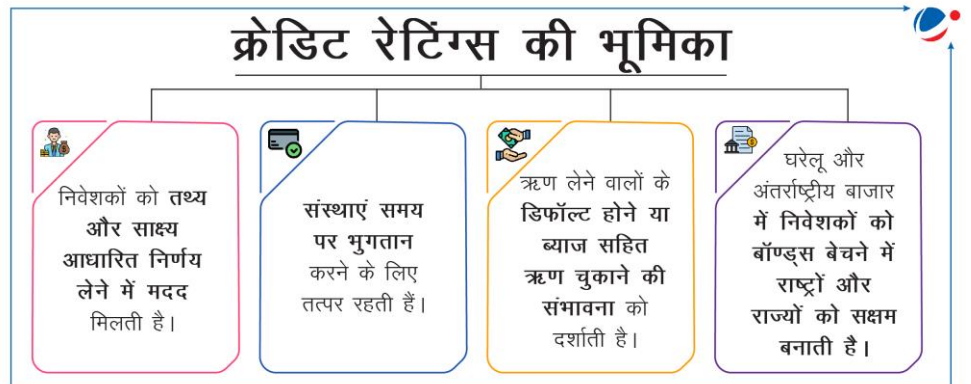 क्रेडिट रेटिंग्स की भूमिका
निवेशकों को तथ्य
और साक्ष्य
आधारित निर्णय
लेने में मदद
मिलती है।
संस्थाएं समय
पर भुगतान
करने के लिए
तत्पर रहती हैं।
ऋण लेने वालों के
डिफॉल्ट होने या
ब्याज सहित
ऋण चुकाने की
संभावना को
दर्शाती है।
घरेलू और
अंतर्राष्ट्रीय बाजार
में निवेशकों को
बॉण्ड्स बेचने में
राष्ट्रों और
राज्यों को सक्षम
बनाती है।